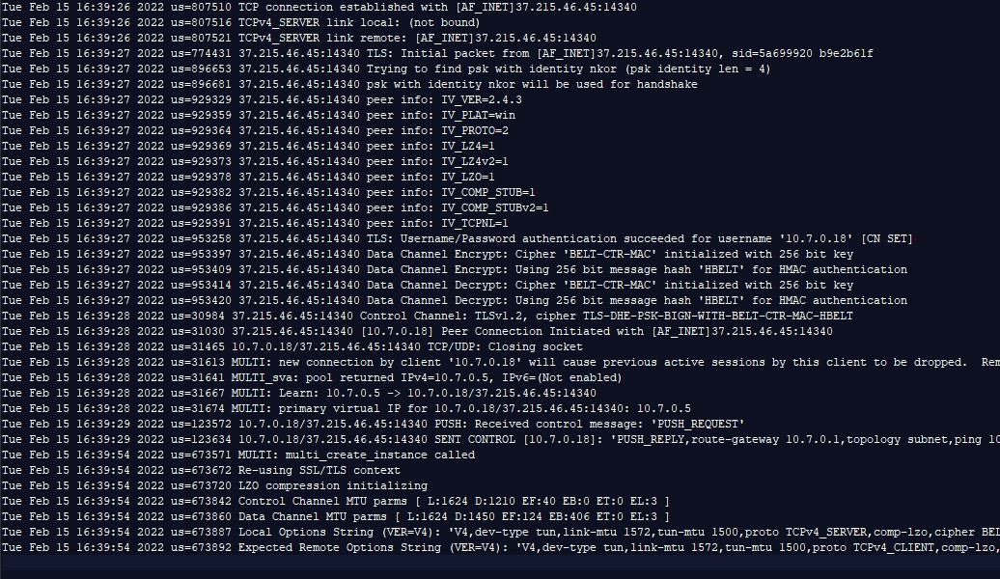 Tue Feb 15 16:39:26 2022 us=807510 TCP connection established with [AF_INET]37.215.46.45:14340
Tue Feb 15 16:39:26 2022 us=807516 TCPv4_SERVER link local: (not bound)
Tue Feb 15 16:39:26 2022 us=807521 TCPv4_SERVER link remote: [AF_INET]37.215.46.45:14340
Tue Feb 15 16:39:27 2022 us=774431 37.215.46.45:14340 TLS: Initial packet from [AF_INET]37.215.46.45:14340, sid=5a699920 b9e2b61f
Tue Feb 15 16:39:27 2022 us=896653 37.215.46.45:14340 Trying to find psk with identity nkor (psk identity len = 4)
Tue Feb 15 16:39:27 2022 us=896681 37.215.46.45:14340 psk with identity nkor will be used for handshake
Tue Feb 15 16:39:27 2022 us=929329 37.215.46.45:14340 peer info: IV_VER=2.4.3
Tue Feb 15 16:39:27 2022 us=929359 37.215.46.45:14340 peer info: IV_PLAT=win
Tue Feb 15 16:39:27 2022 us=929364 37.215.46.45:14340 peer info: IV_PROTO=2
Tue Feb 15 16:39:27 2022 us=929369 37.215.46.45:14340 peer info: IV_LZ4=1
Tue Feb 15 16:39:27 2022 us=929373 37.215.46.45:14340 peer info: IV_LZ4v2=1
Tue Feb 15 16:39:27 2022 us=929378 37.215.46.45:14340 peer info: IV_LZO=1
Tue Feb 15 16:39:27 2022 us=929382 37.215.46.45:14340 peer info: IV_COMP_STUB=1
Tue Feb 15 16:39:27 2022 us=929386 37.215.46.45:14340 peer info: IV_COMP_STUBv2=1
Tue Feb 15 16:39:27 2022 us=929391 37.215.46.45:14340 peer info: IV_TCPNL=1
Tue Feb 15 16:39:27 2022 us=953258 37.215.46.45:14340 TLS: Username/Password authentication succeeded for username '10.7.0.18' [CN SET]
Tue Feb 15 16:39:27 2022 us=953397 37.215.46.45:14340 Data Channel Encrypt: Cipher 'BELT-CTR-MAC' initialized with 256 bit key
Tue Feb 15 16:39:27 2022 us=953409 37.215.46.45:14340 Data Channel Encrypt: Using 256 bit message hash 'HBELT' for HMAC authentication
Tue Feb 15 16:39:27 2022 us=953414 37.215.46.45:14340 Data Channel Decrypt: Cipher 'BELT-CTR-MAC' initialized with 256 bit key
Tue Feb 15 16:39:27 2022 us=953420 37.215.46.45:14340 Data Channel Decrypt: Using 256 bit message hash 'HBELT' for HMAC authentication
Tue Feb 15 16:39:28 2022 us=30984 37.215.46.45:14340 Control Channel: TLSv1.2, cipher TLS-DHE-PSK-BIGN-WITH-BELT-CTR-MAC-HBELT
Tue Feb 15 16:39:28 2022 us=31030 37.215.46.45:14340 [10.7.0.18] Peer Connection Initiated with [AF_INET]37.215.46.45:14340
Tue Feb 15 16:39:28 2022 us=31465 10.7.0.18/37.215.46.45:14340 TCP/UDP: Closing socket
Tue Feb 15 16:39:28 2022 us=31613 MULTI: new connection by client '10.7.0.18' will cause previous active sessions by this client to be dropped.  Rem
Tue Feb 15 16:39:28 2022 us=31641 MULTI_sva: pool returned IPv4=10.7.0.5, IPv6=(Not enabled)
Tue Feb 15 16:39:28 2022 us=31667 MULTI: Learn: 10.7.0.5 -> 10.7.0.18/37.215.46.45:14340
Tue Feb 15 16:39:28 2022 us=31674 MULTI: primary virtual IP for 10.7.0.18/37.215.46.45:14340: 10.7.0.5
Tue Feb 15 16:39:29 2022 us=123572 10.7.0.18/37.215.46.45:14340 PUSH: Received control message: 'PUSH_REQUEST'
Tue Feb 15 16:39:29 2022 us=123634 10.7.0.18/37.215.46.45:14340 SENT CONTROL [10.7.0.18]: 'PUSH_REPLY,route-gateway 10.7.0.1,topology subnet,ping 10
Tue Feb 15 16:39:54 2022 us=673571 MULTI: multi_create_instance called
Tue Feb 15 16:39:54 2022 us=673672 Re-using SSL/TLS context
Tue Feb 15 16:39:54 2022 us=673720 LZO compression initializing
Tue Feb 15 16:39:54 2022 us=673842 Control Channel MTU parms [ L:1624 D:1210 EF:40 EB:0 ET:0 EL:3 ]
Tue Feb 15 16:39:54 2022 us=673860 Data Channel MTU parms [ L:1624 D:1450 EF:124 EB:406 ET:0 EL:3 ]
Tue Feb 15 16:39:54 2022 us=673887 Local Options String (VER=V4): 'V4,dev-type tun,link-mtu 1572,tun-mtu 1500,proto TCPv4_SERVER,comp-lzo,cipher BEL
Tue Feb 15 16:39:54 2022 us=673892 Expected Remote Options String (VER=V4): 'V4,dev-type tun,link-mtu 1572,tun-mtu 1500,proto TCPv4_CLIENT,comp-lzo,